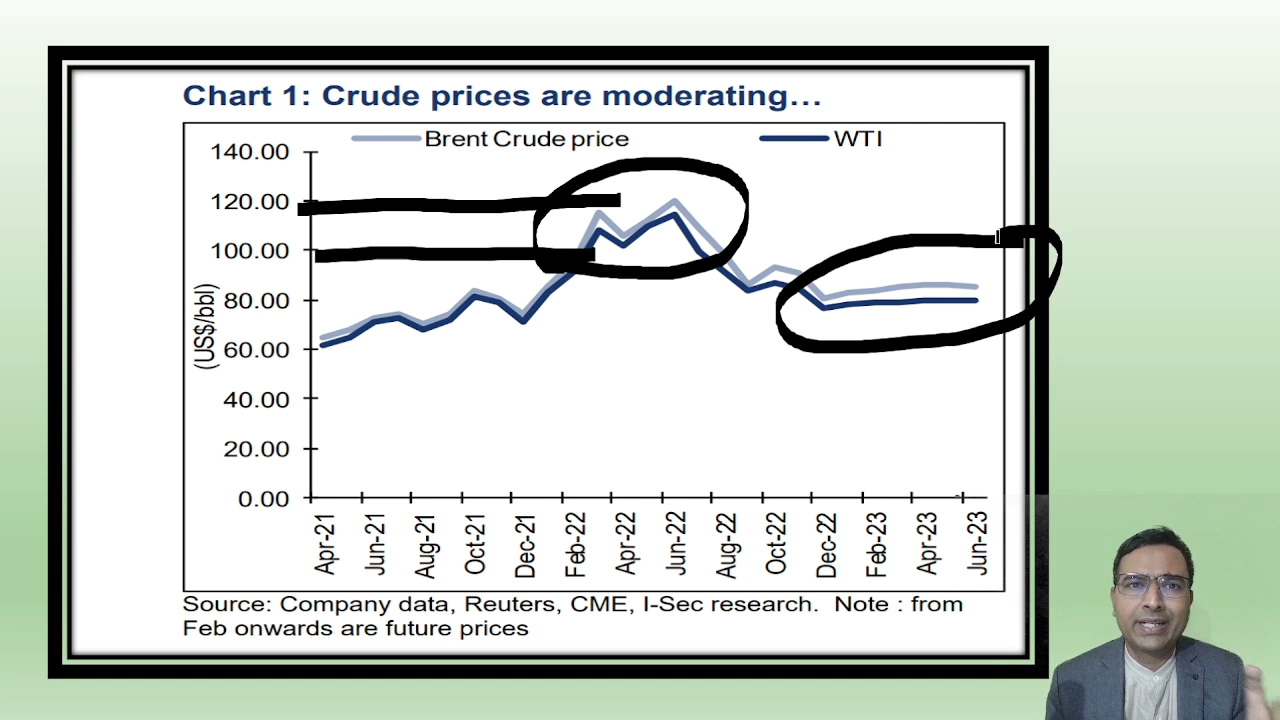 Chart 1: Crude prices are moderating…
Brent Crude price
WTI
140.00
120.00
100.00
80.00
60.00
40.00
20.00
0.00
(US$/bbl)
Apr-21
Jun-21
Aug-21
Oct-21
Dec-21
Feb-22
Apr-22
Jun-22
Aug-22
Oct-22
Dec-22
Feb-23
Apr-23
Jun-23
Source: Company data, Reuters, CME, I-Sec research. Note : from
Feb onwards are future prices